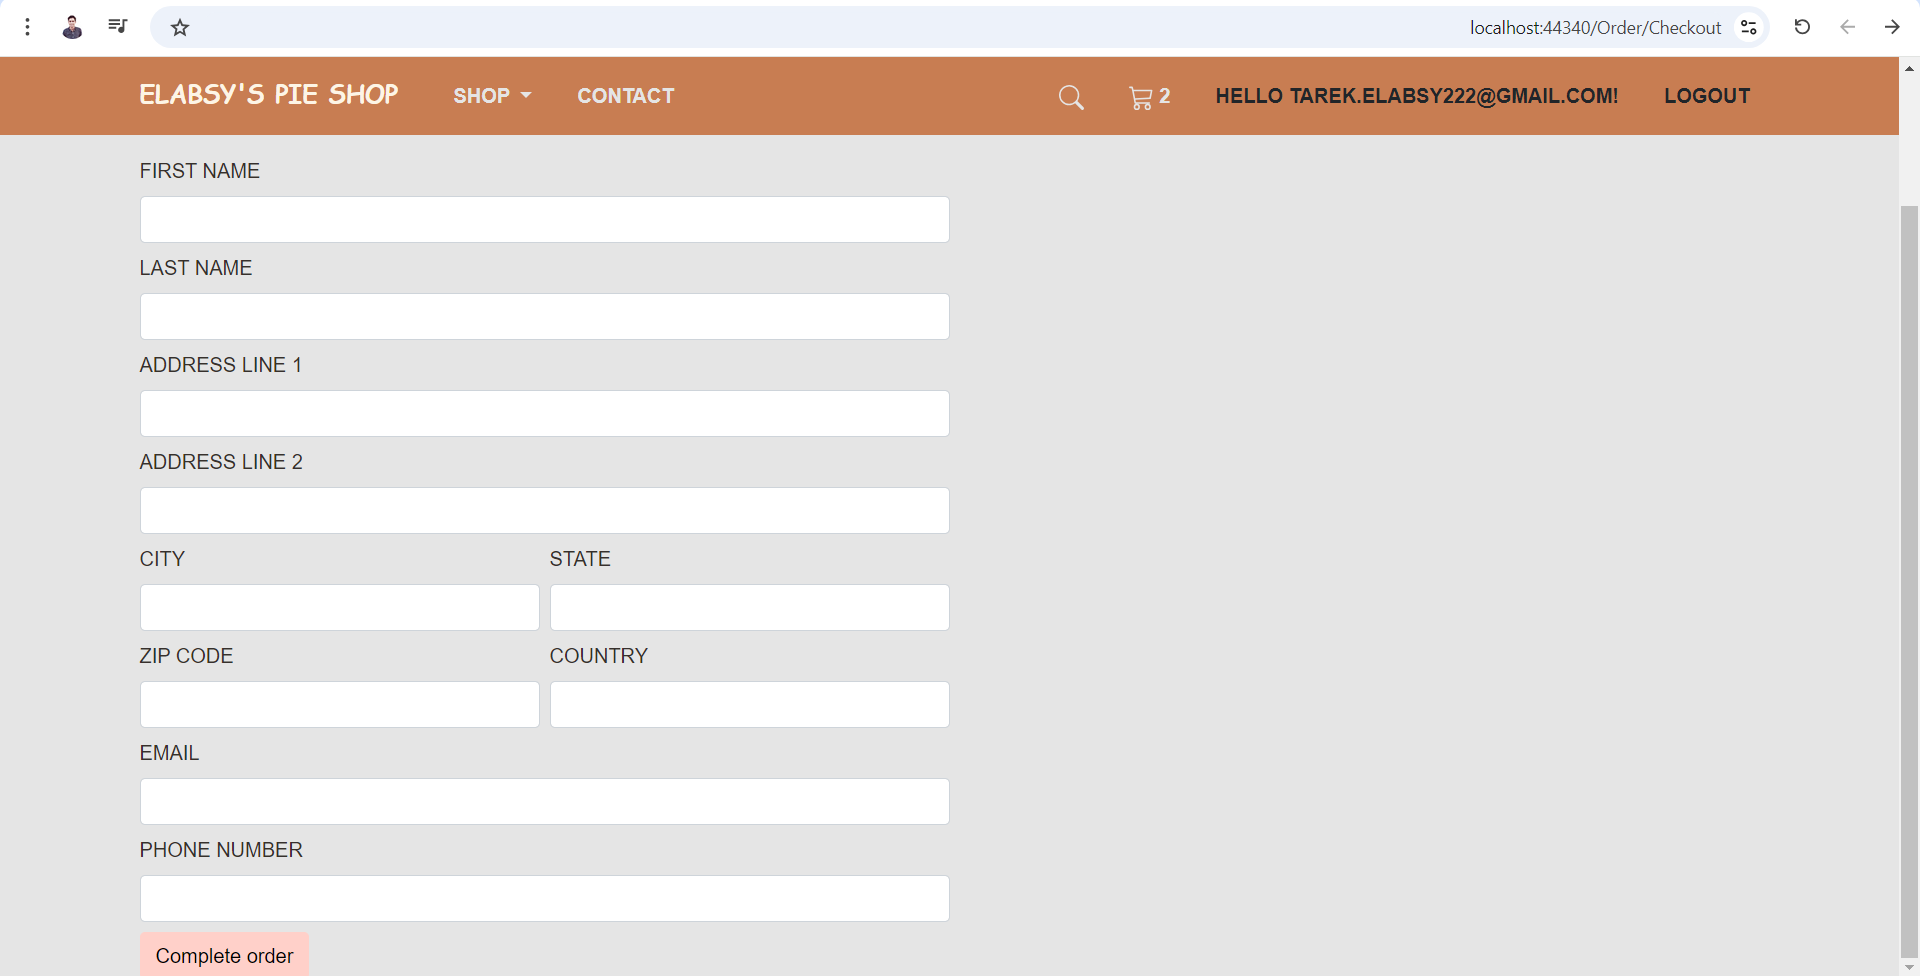 localhost:44340/Order/Checkout
ELABSY'S PIE SHOP SHOP CONTACT 2 HELLO TAREK.ELABSY222@GMAIL.COM! LOGOUT
FIRST NAME
LAST NAME
ADDRESS LINE 1
ADDRESS LINE 2
CITY STATE
ZIP CODE COUNTRY
EMAIL
PHONE NUMBER
Complete order